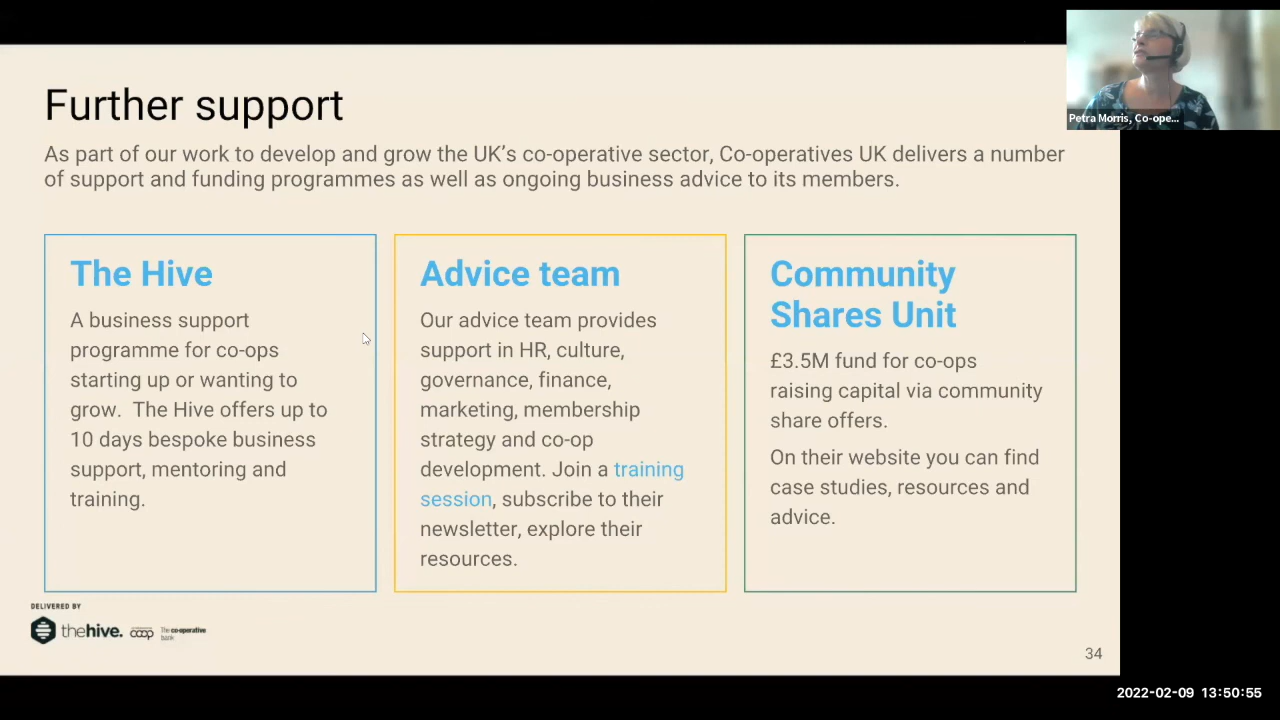 Further support
As part of our work to develop and grow the UK's co-operative sector, Co-operatives UK delivers a number
of support and funding programmes as well as ongoing business advice to its members.
The Hive
A business support
programme for co-ops
starting up or wanting to
grow.  The Hive offers up to
10 days bespoke business
support, mentoring and
training.
Advice team
Our advice team provides
support in HR, culture,
governance, finance,
marketing, membership
strategy and co-op
development. Join a training
session, subscribe to their
newsletter, explore their
resources.
Community
Shares Unit
£3.5M fund for co-ops
raising capital via community
share offers.
On their website you can find
case studies, resources and
advice.
DELIVERED BY
thehive.
coop
The co-operative
bank
34
Petra Morris, Co-ope...
2022-02-09 13:50:55